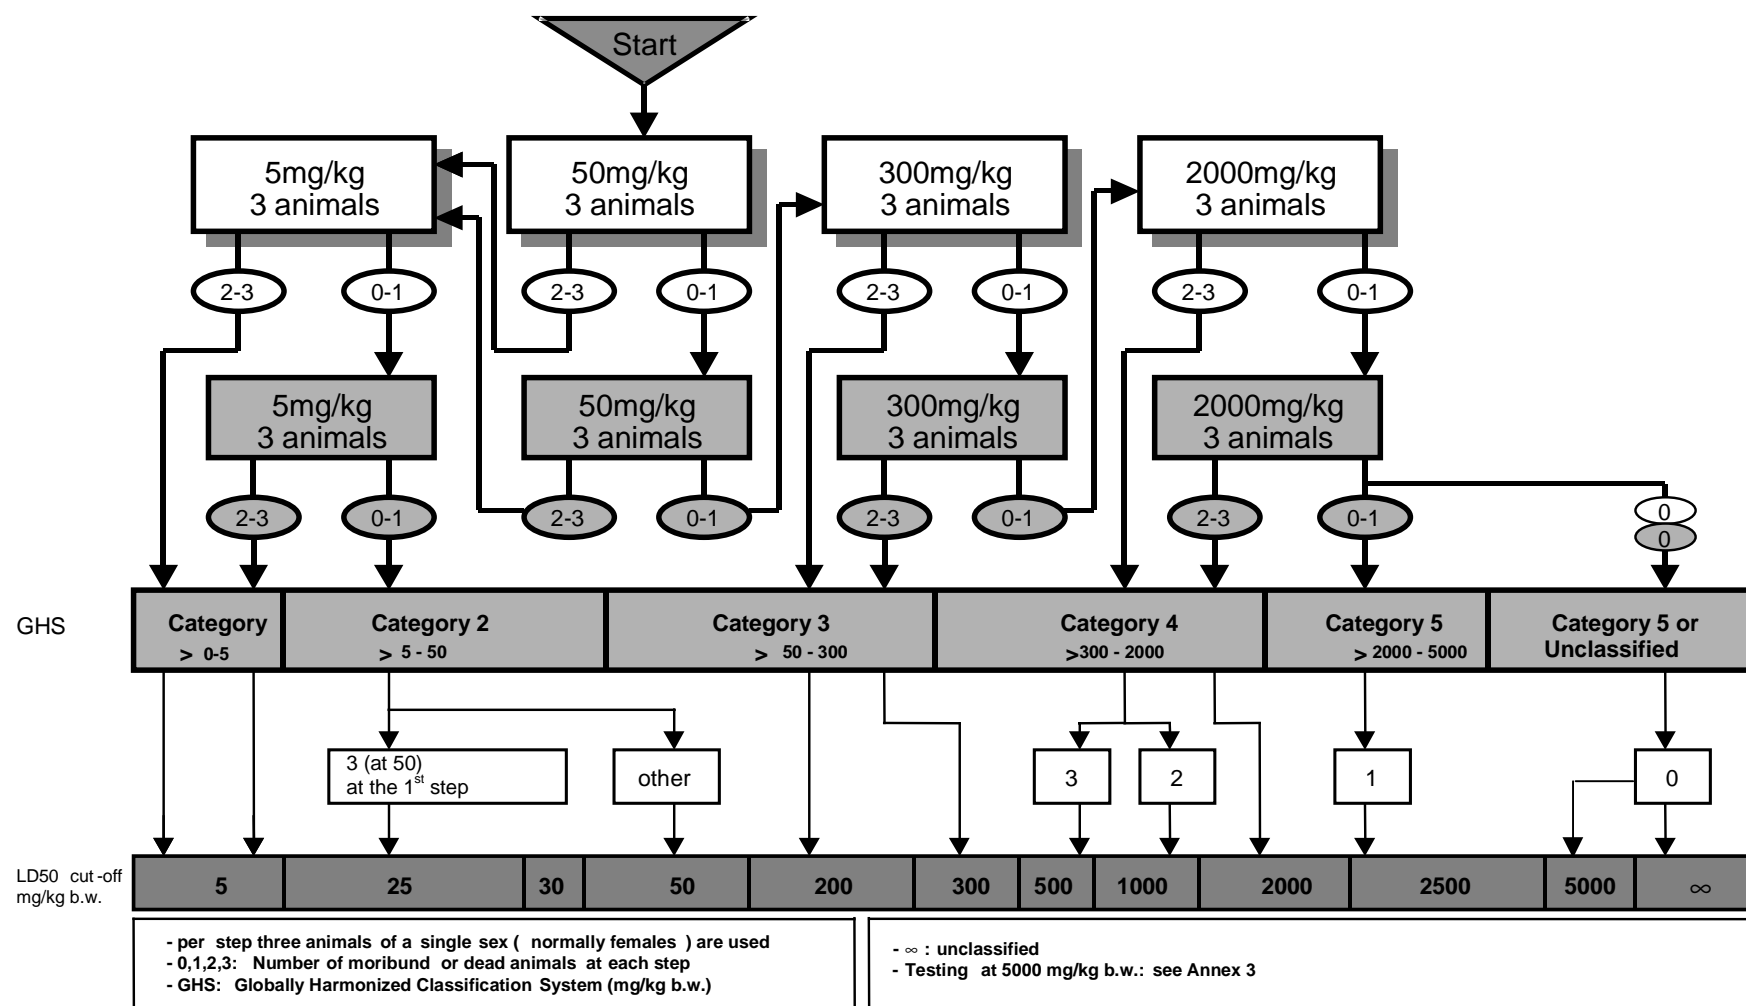 Start
5mg/kg
3 animals
50mg/kg
3 animals
300mg/kg
3 animals
2000mg/kg
3 animals
2-3
0-1
2-3
0-1
2-3
0-1
2-3
0-1
5mg/kg
3 animals
50mg/kg
3 animals
300mg/kg
3 animals
2000mg/kg
3 animals
2-3
0-1
2-3
0-1
2-3
0-1
2-3
0-1
0
0
GHS
Category
> 0-5
Category 2
> 5 - 50
Category 3
> 50 - 300
Category 4
>300 - 2000
Category 5
> 2000 - 5000
Category 5 or
Unclassified
3 (at 50)
at the 1st step
other
3
2
1
0
LD50 cut-off
mg/kg b.w.
5
25
30
50
200
300
500
1000
2000
2500
5000
∞
- per step three animals of a single sex ( normally females ) are used
- 0,1,2,3: Number of moribund or dead animals at each step
- GHS: Globally Harmonized Classification System (mg/kg b.w.)
- ∞ : unclassified
- Testing at 5000 mg/kg b.w.: see Annex 3